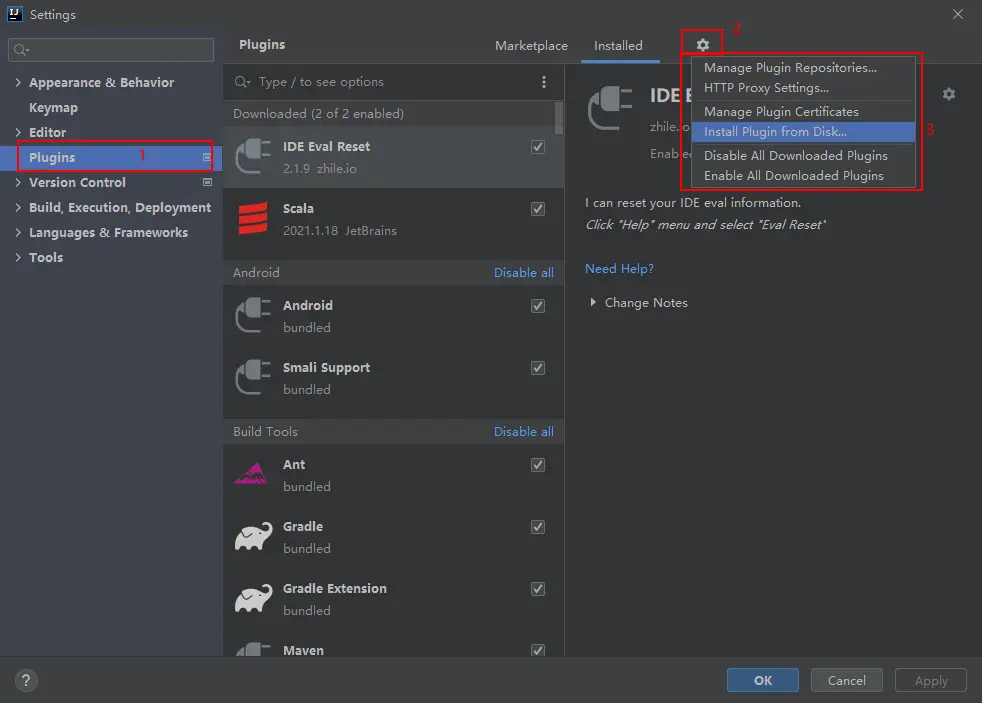 Settings
Plugins
Marketplace
Installed
2
Type / to see options
Appearance & Behavior
Keymap
Editor
Plugins
1
Version Control
Build, Execution, Deployment
Languages & Frameworks
Tools
Downloaded (2 of 2 enabled)
IDE Eval Reset
2.1.9 zhile.io
Scala
2021.1.18 JetBrains
Android
Disable all
Android
bundled
Smali Support
bundled
Build Tools
Disable all
Ant
bundled
Gradle
bundled
Gradle Extension
bundled
Maven
Manage Plugin Repositories...
HTTP Proxy Settings...
Manage Plugin Certificates
Install Plugin from Disk...
3
Disable All Downloaded Plugins
Enable All Downloaded Plugins
IDE E
zhile.io
Enabled
I can reset your IDE eval information.
Click "Help" menu and select "Eval Reset"
Need Help?
Change Notes
?
OK
Cancel
Apply